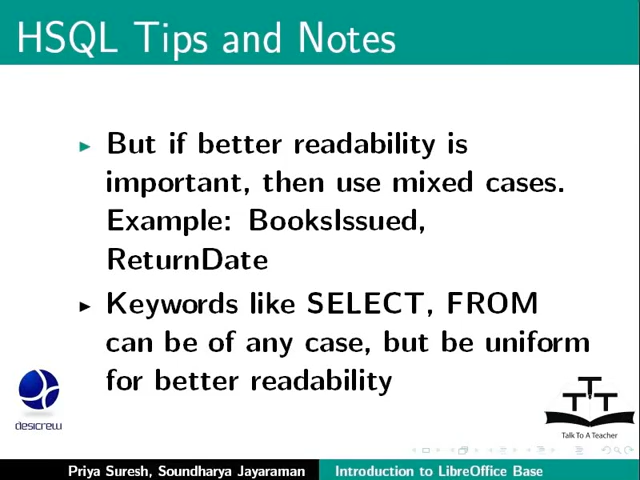 HSQL Tips and Notes
But if better readability is
important, then use mixed cases.
Example: BooksIssued,
ReturnDate
Keywords like SELECT, FROM
can be of any case, but be uniform
for better readability
desicrew
TTT
Talk To A Teacher
Priya Suresh, Soundharya Jayaraman Introduction to LibreOffice Base